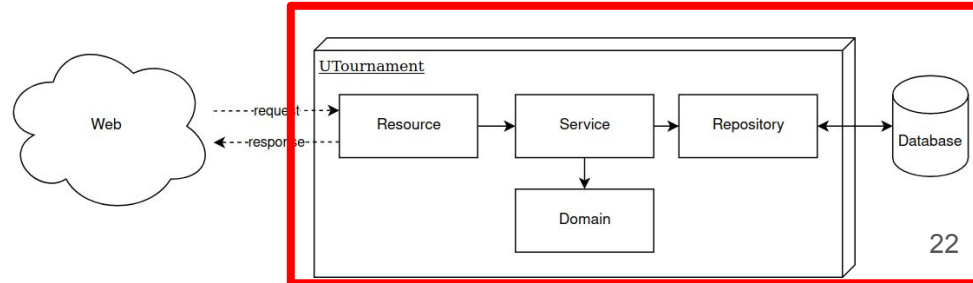 UTournament
Web
request
response
Resource
Service
Repository
Database
Domain
22